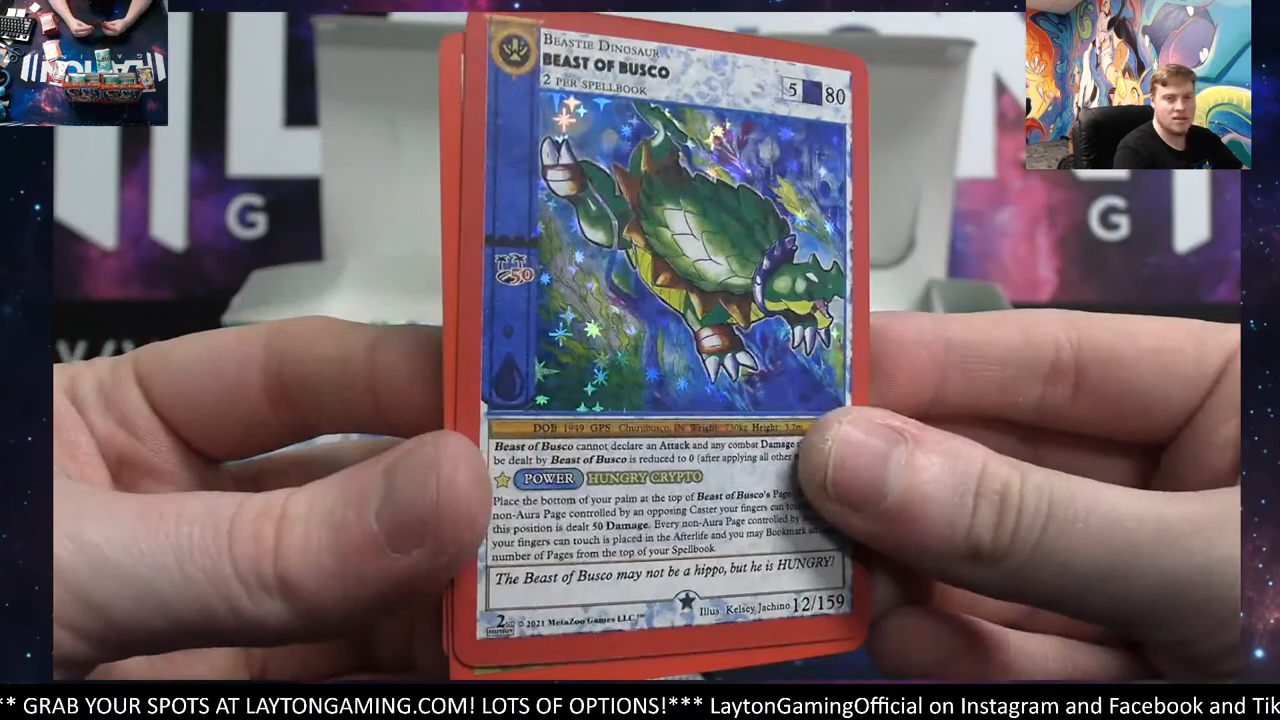 BEASTIE DINOSAUR
BEAST OF BUSCO
2 PER SPELLBOOK
5 80
50
DOB: 1949 GPS: Churubusco, IN Weight: 230kg Height: 3.7m
Beast of Busco cannot declare an Attack and any combat Damage
be dealt by Beast of Busco is reduced to 0 (after applying all other
POWER HUNGRY CRYPTO
Place the bottom of your palm at the top of Beast of Busco's Page.
non-Aura Page controlled by an opposing Caster your fingers can
this position is dealt 50 Damage. Every non-Aura Page controlled by
your fingers can touch is placed in the Afterlife and you may Bookmark
number of Pages from the top of your Spellbook.
The Beast of Busco may not be a hippo, but he is HUNGRY!
Illus. Kelsey Jachino 12/159
© 2021 MetaZoo Games LLC™
G
G
** GRAB YOUR SPOTS AT LAYTONGAMING.COM! LOTS OF OPTIONS!*** LaytonGamingOfficial on Instagram and Facebook and Tik